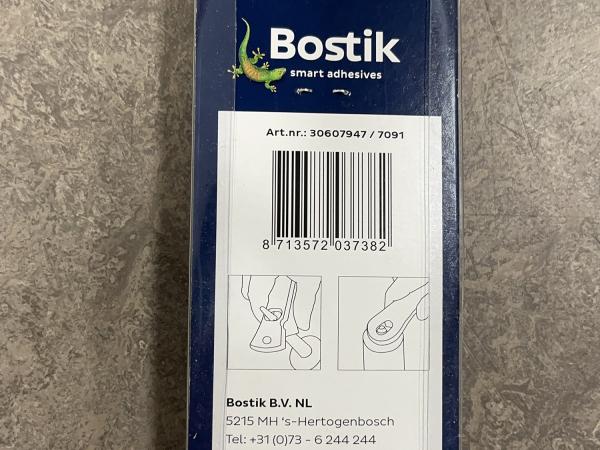 Bostik
smart adhesives
Art.nr.: 30607947 / 7091
8 713572 037382
Bostik B.V. NL
5215 MH 's-Hertogenbosch
Tel: +31 (0)73 - 6 244 244